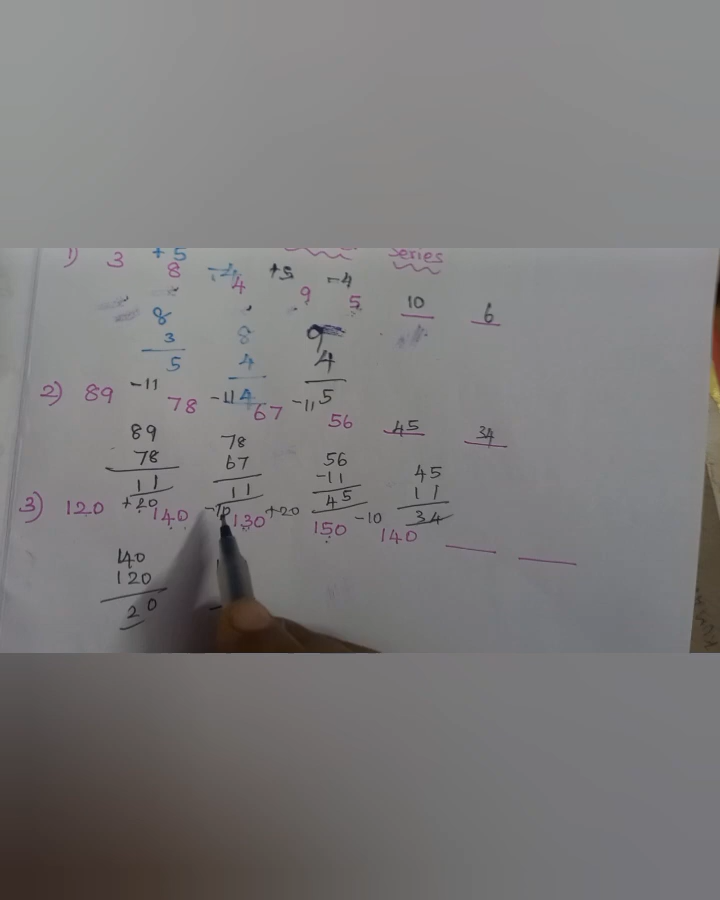 Series
1) 3 +5 8 -4 4 +5 9 -4 5 10 6
8 8 9
3 4 4
5 4 5
2) 89 -11 78 -11 67 -11 56 45 34
89 78 56 45
78 67 -11 11
11 11 45 34
3) 120 +20 140 -10 130 +20 150 -10 140
140
120
20